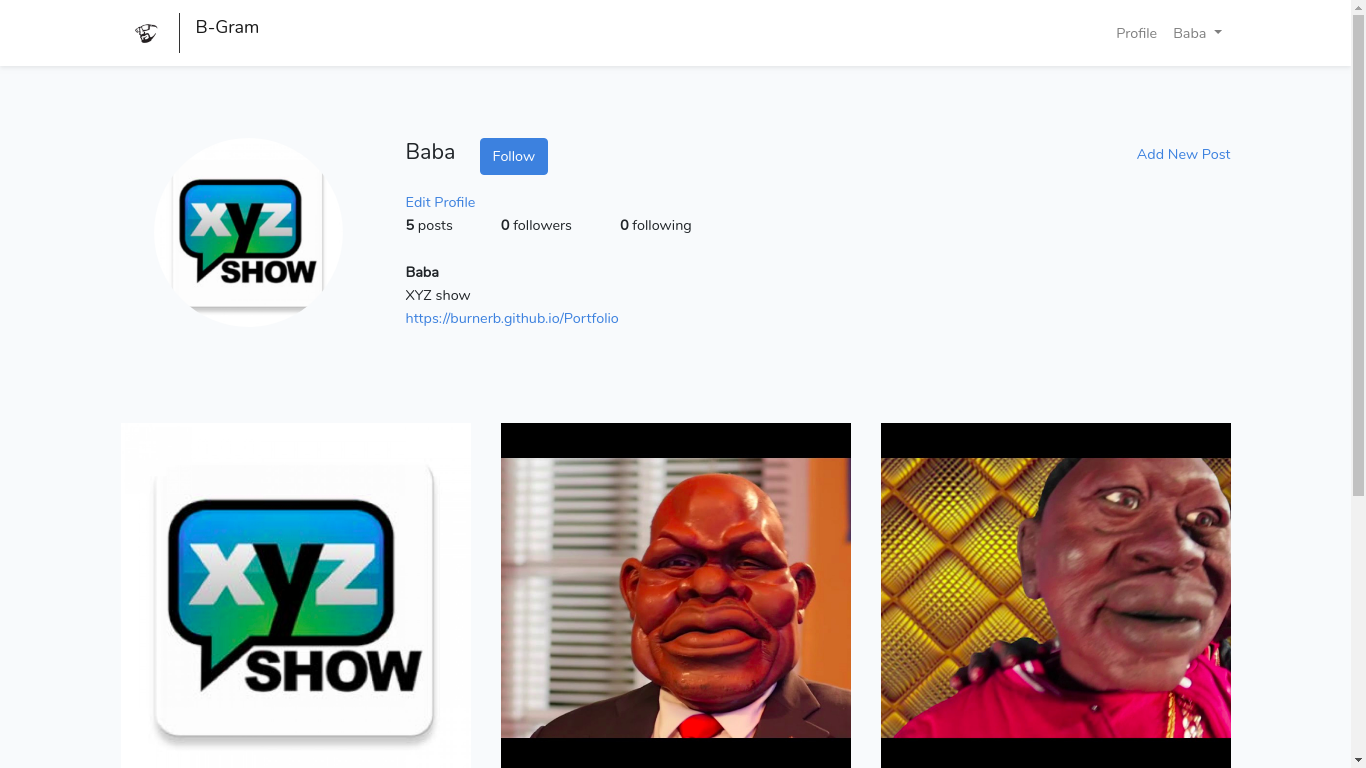 B-Gram
Profile
Baba
Baba
Follow
Add New Post
Edit Profile
5 posts
0 followers
0 following
Baba
XYZ show
https://burnerb.github.io/Portfolio
XYZ
SHOW
XYZ
SHOW